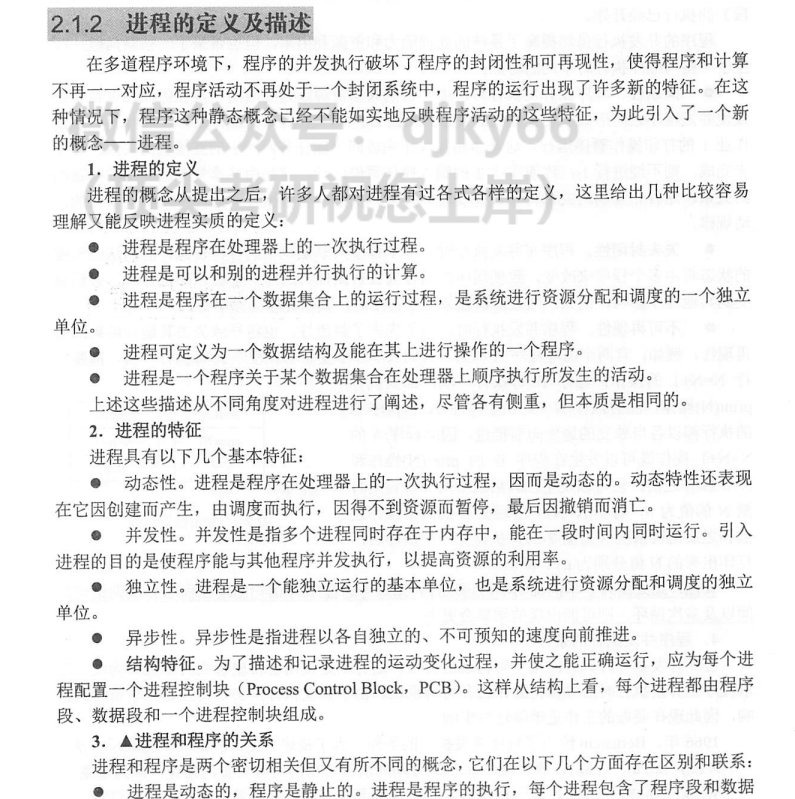 2.1.2 进程的定义及描述
在多道程序环境下，程序的并发执行破坏了程序的封闭性和可再现性，使得程序和计算
不再一一对应，程序活动不再处于一个封闭系统中，程序的运行出现了许多新的特征。在这
种情况下，程序这种静态概念已经不能如实地反映程序活动的这些特征，为此引入了一个新
的概念——进程。
微信公众号：djky66
（顶尖考研祝您上岸）
1．进程的定义
进程的概念从提出之后，许多人都对进程有过各式各样的定义，这里给出几种比较容易
理解又能反映进程实质的定义：
● 进程是程序在处理器上的一次执行过程。
● 进程是可以和别的进程并行执行的计算。
● 进程是程序在一个数据集合上的运行过程，是系统进行资源分配和调度的一个独立
单位。
● 进程可定义为一个数据结构及能在其上进行操作的一个程序。
● 进程是一个程序关于某个数据集合在处理器上顺序执行所发生的活动。
上述这些描述从不同角度对进程进行了阐述，尽管各有侧重，但本质是相同的。
2．进程的特征
进程具有以下几个基本特征：
● 动态性。进程是程序在处理器上的一次执行过程，因而是动态的。动态特性还表现
在它因创建而产生，由调度而执行，因得不到资源而暂停，最后因撤销而消亡。
● 并发性。并发性是指多个进程同时存在于内存中，能在一段时间内同时运行。引入
进程的目的是使程序能与其他程序并发执行，以提高资源的利用率。
● 独立性。进程是一个能独立运行的基本单位，也是系统进行资源分配和调度的独立
单位。
● 异步性。异步性是指进程以各自独立的、不可预知的速度向前推进。
● 结构特征。为了描述和记录进程的运动变化过程，并使之能正确运行，应为每个进
程配置一个进程控制块（Process Control Block，PCB）。这样从结构上看，每个进程都由程序
段、数据段和一个进程控制块组成。
3．▲进程和程序的关系
进程和程序是两个密切相关但又有所不同的概念，它们在以下几个方面存在区别和联系：
● 进程是动态的，程序是静止的。进程是程序的执行，每个进程包含了程序段和数据